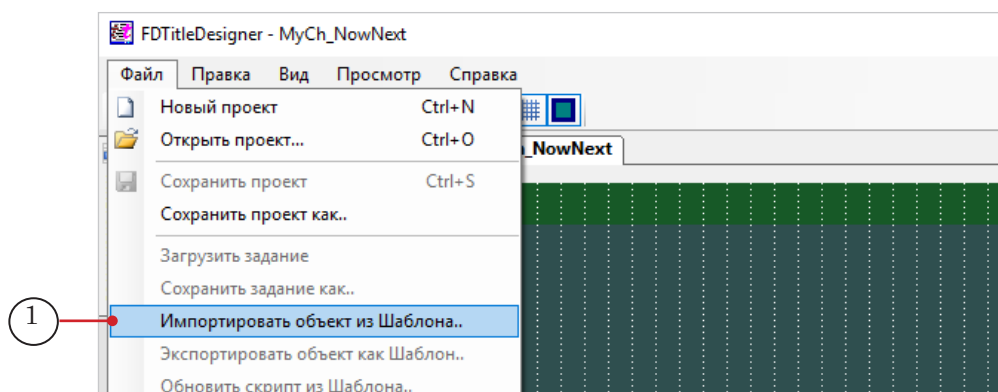 FDTitleDesigner - MyCh_NowNext
Файл Правка Вид Просмотр Справка
Новый проект Ctrl+N
Открыть проект... Ctrl+O
_NowNext
Сохранить проект Ctrl+S
Сохранить проект как..
Загрузить задание
Сохранить задание как..
1 Импортировать объект из Шаблона..
Экспортировать объект как Шаблон..
Обновить скрипт из Шаблона..